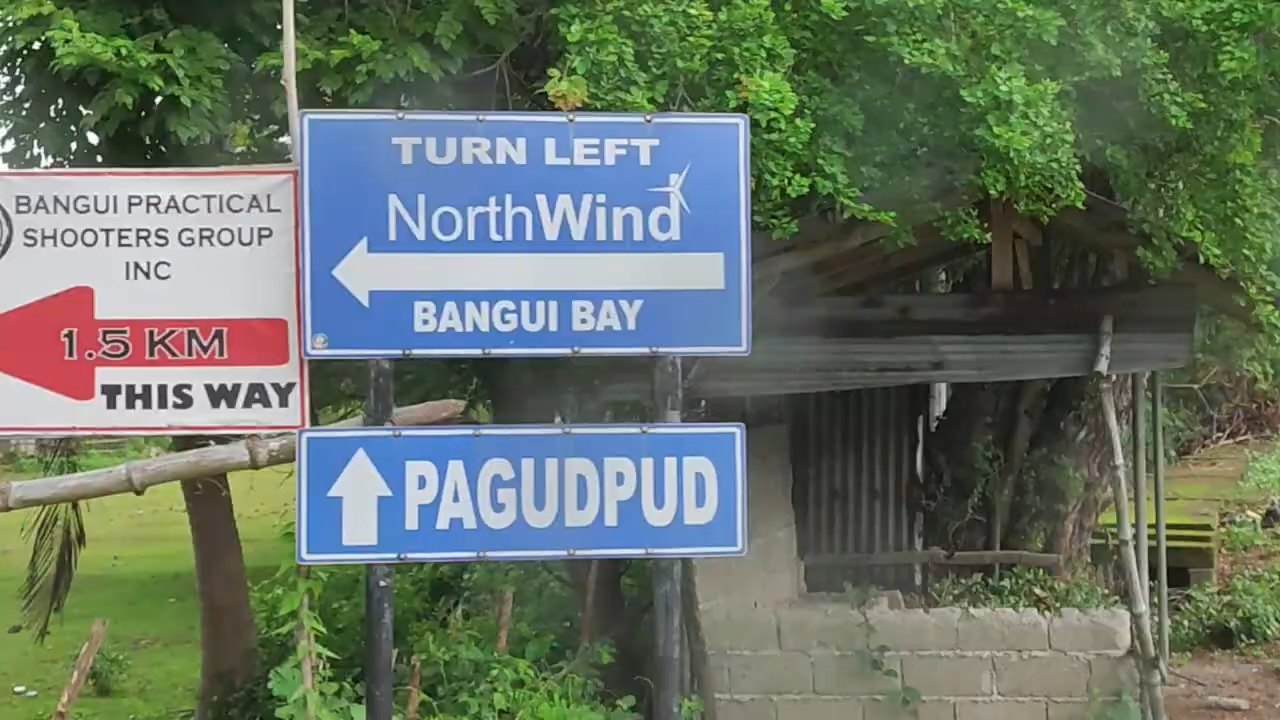 BANGUI PRACTICAL
SHOOTERS GROUP
INC
1.5 KM
THIS WAY
TURN LEFT
NorthWind
BANGUI BAY
PAGUDPUD